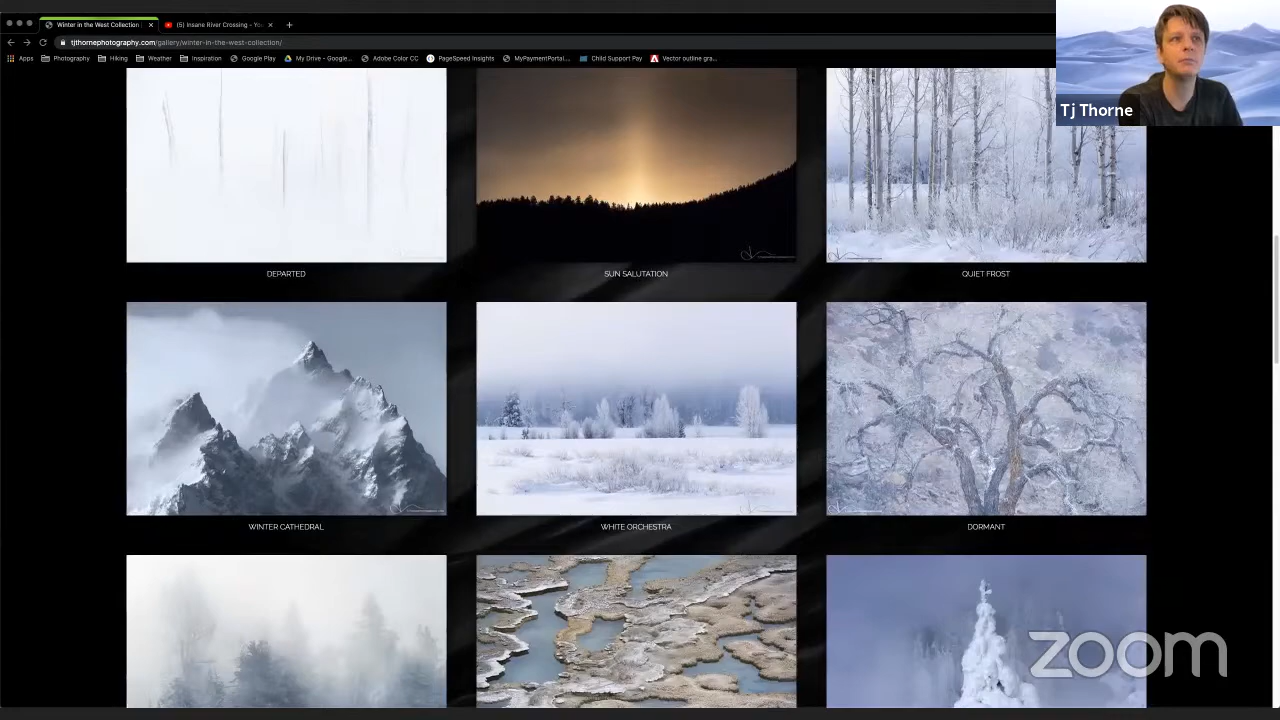 Winter in the West Collection
(5) Insane River Crossing - Yo
tjthornephotography.com/gallery/winter-in-the-west-collection/
Apps Photography Hiking Weather Inspiration Google Play My Drive - Google... Adobe Color CC PageSpeed Insights MyPaymentPortal... Child Support Pay Vector outline gra...
Tj Thorne
DEPARTED SUN SALUTATION QUIET FROST
WINTER CATHEDRAL WHITE ORCHESTRA DORMANT
zoom